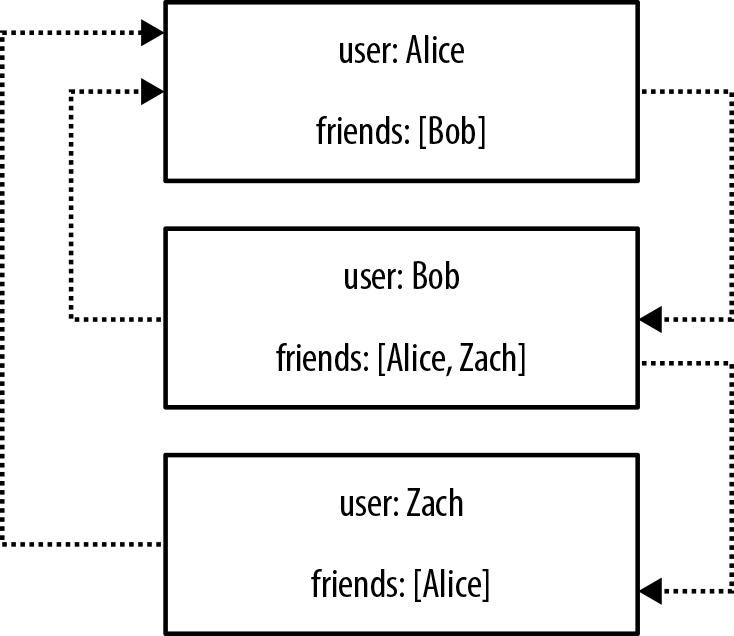 user: Alice
friends: [Bob]
user: Bob
friends: [Alice, Zach]
user: Zach
friends: [Alice]